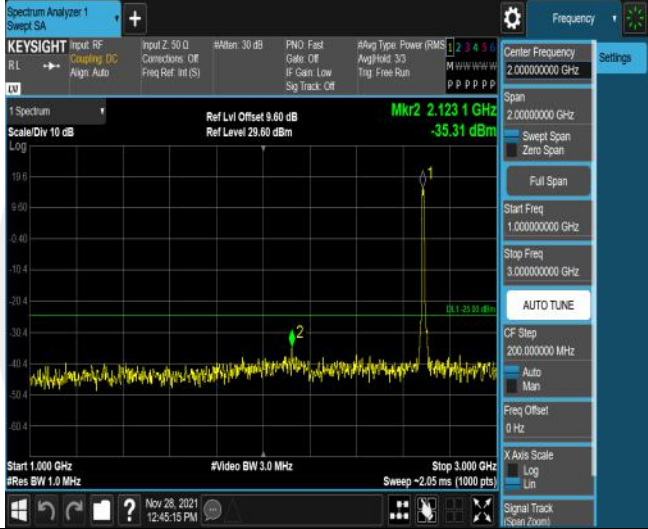 Spectrum Analyzer 1
Swept SA
+
Frequency
KEYSIGHT
RL
LV
Input: RF
Coupling: DC
Align: Auto
Input Z: 50 Ω
Corrections: Off
Freq Ref: Int (S)
#Atten: 30 dB
PNO: Fast
Gate: Off
IF Gain: Low
Sig Track: Off
#Avg Type: Power (RMS
Avg|Hold: 3/3
Trig: Free Run
1 2 3 4 5 6
M W W W W W
P P P P P P
Settings
Center Frequency
2.000000000 GHz
1 Spectrum
Scale/Div 10 dB
Log
Ref Lvl Offset 9.60 dB
Ref Level 29.60 dBm
Mkr2 2.123 1 GHz
-35.31 dBm
Span
2.00000000 GHz
Swept Span
Zero Span
Full Span
Start Freq
1.000000000 GHz
Stop Freq
3.000000000 GHz
AUTO TUNE
CF Step
200.000000 MHz
Auto
Man
Freq Offset
0 Hz
X Axis Scale
Log
Lin
Signal Track
(Span Zoom)
19.6
9.60
-0.40
-10.4
-20.4
-30.4
-40.4
-50.4
-60.4
1
DL1 -25.00 dBm
2
Start 1.000 GHz
#Res BW 1.0 MHz
#Video BW 3.0 MHz
Stop 3.000 GHz
Sweep ~2.05 ms (1000 pts)
?
Nov 28, 2021
12:45:15 PM